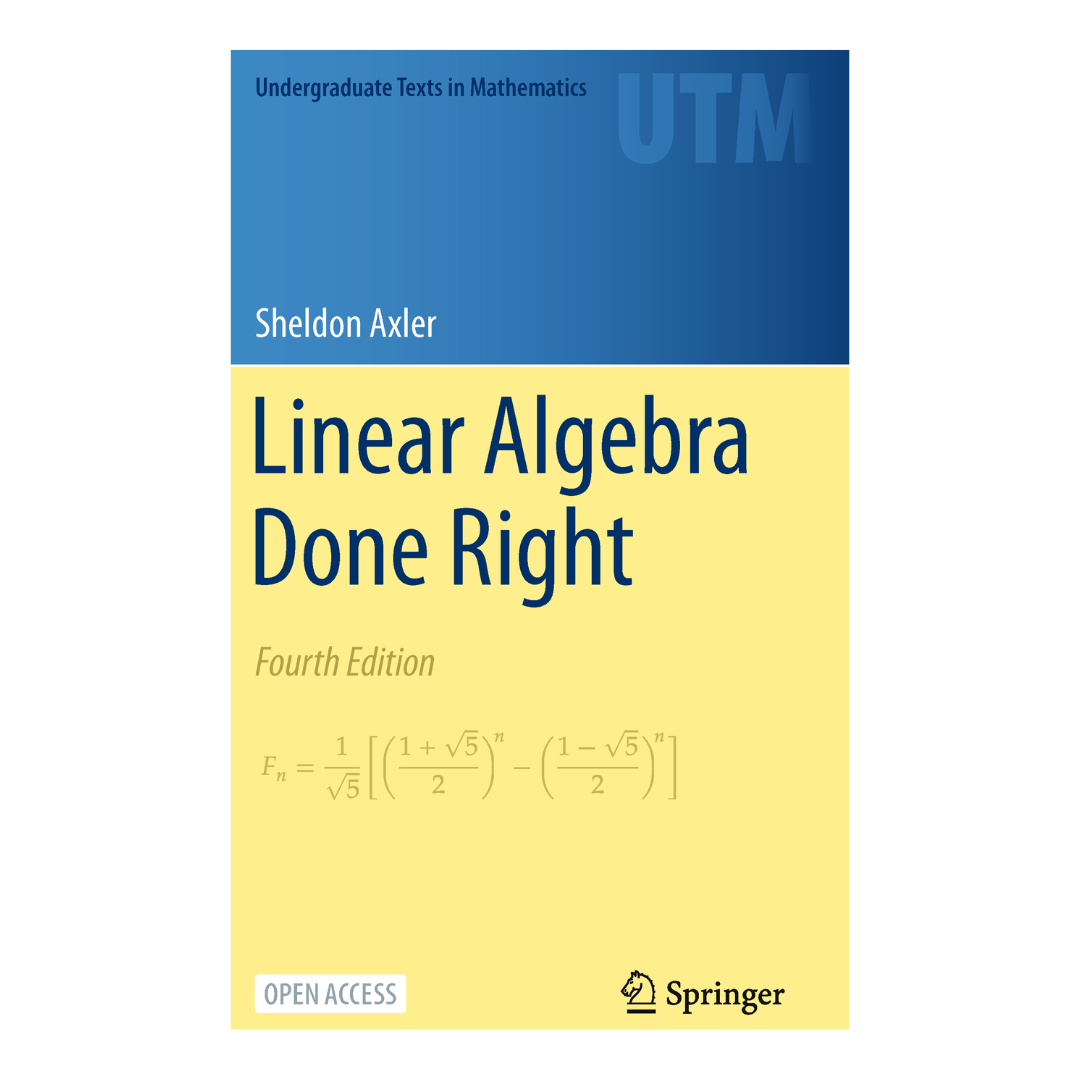 Undergraduate Texts in Mathematics
UTM
Sheldon Axler
Linear Algebra
Done Right
Fourth Edition
Fₙ = 1/√5 [((1 + √5)/2)ⁿ − ((1 − √5)/2)ⁿ]
OPEN ACCESS
Springer